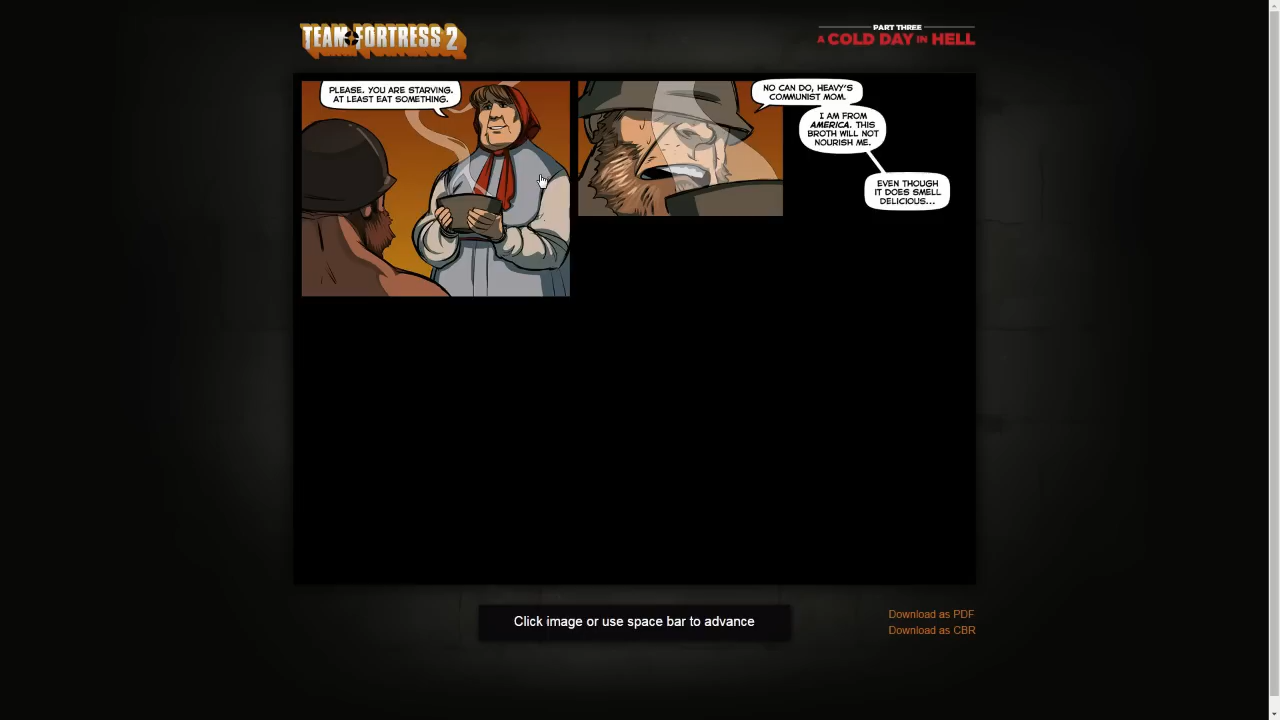 TEAM FORTRESS 2
PART THREE
A COLD DAY IN HELL
PLEASE. YOU ARE STARVING.
AT LEAST EAT SOMETHING.
NO CAN DO, HEAVY'S
COMMUNIST MOM.
I AM FROM
AMERICA. THIS
BROTH WILL NOT
NOURISH ME.
EVEN THOUGH
IT DOES SMELL
DELICIOUS...
Click image or use space bar to advance
Download as PDF
Download as CBR